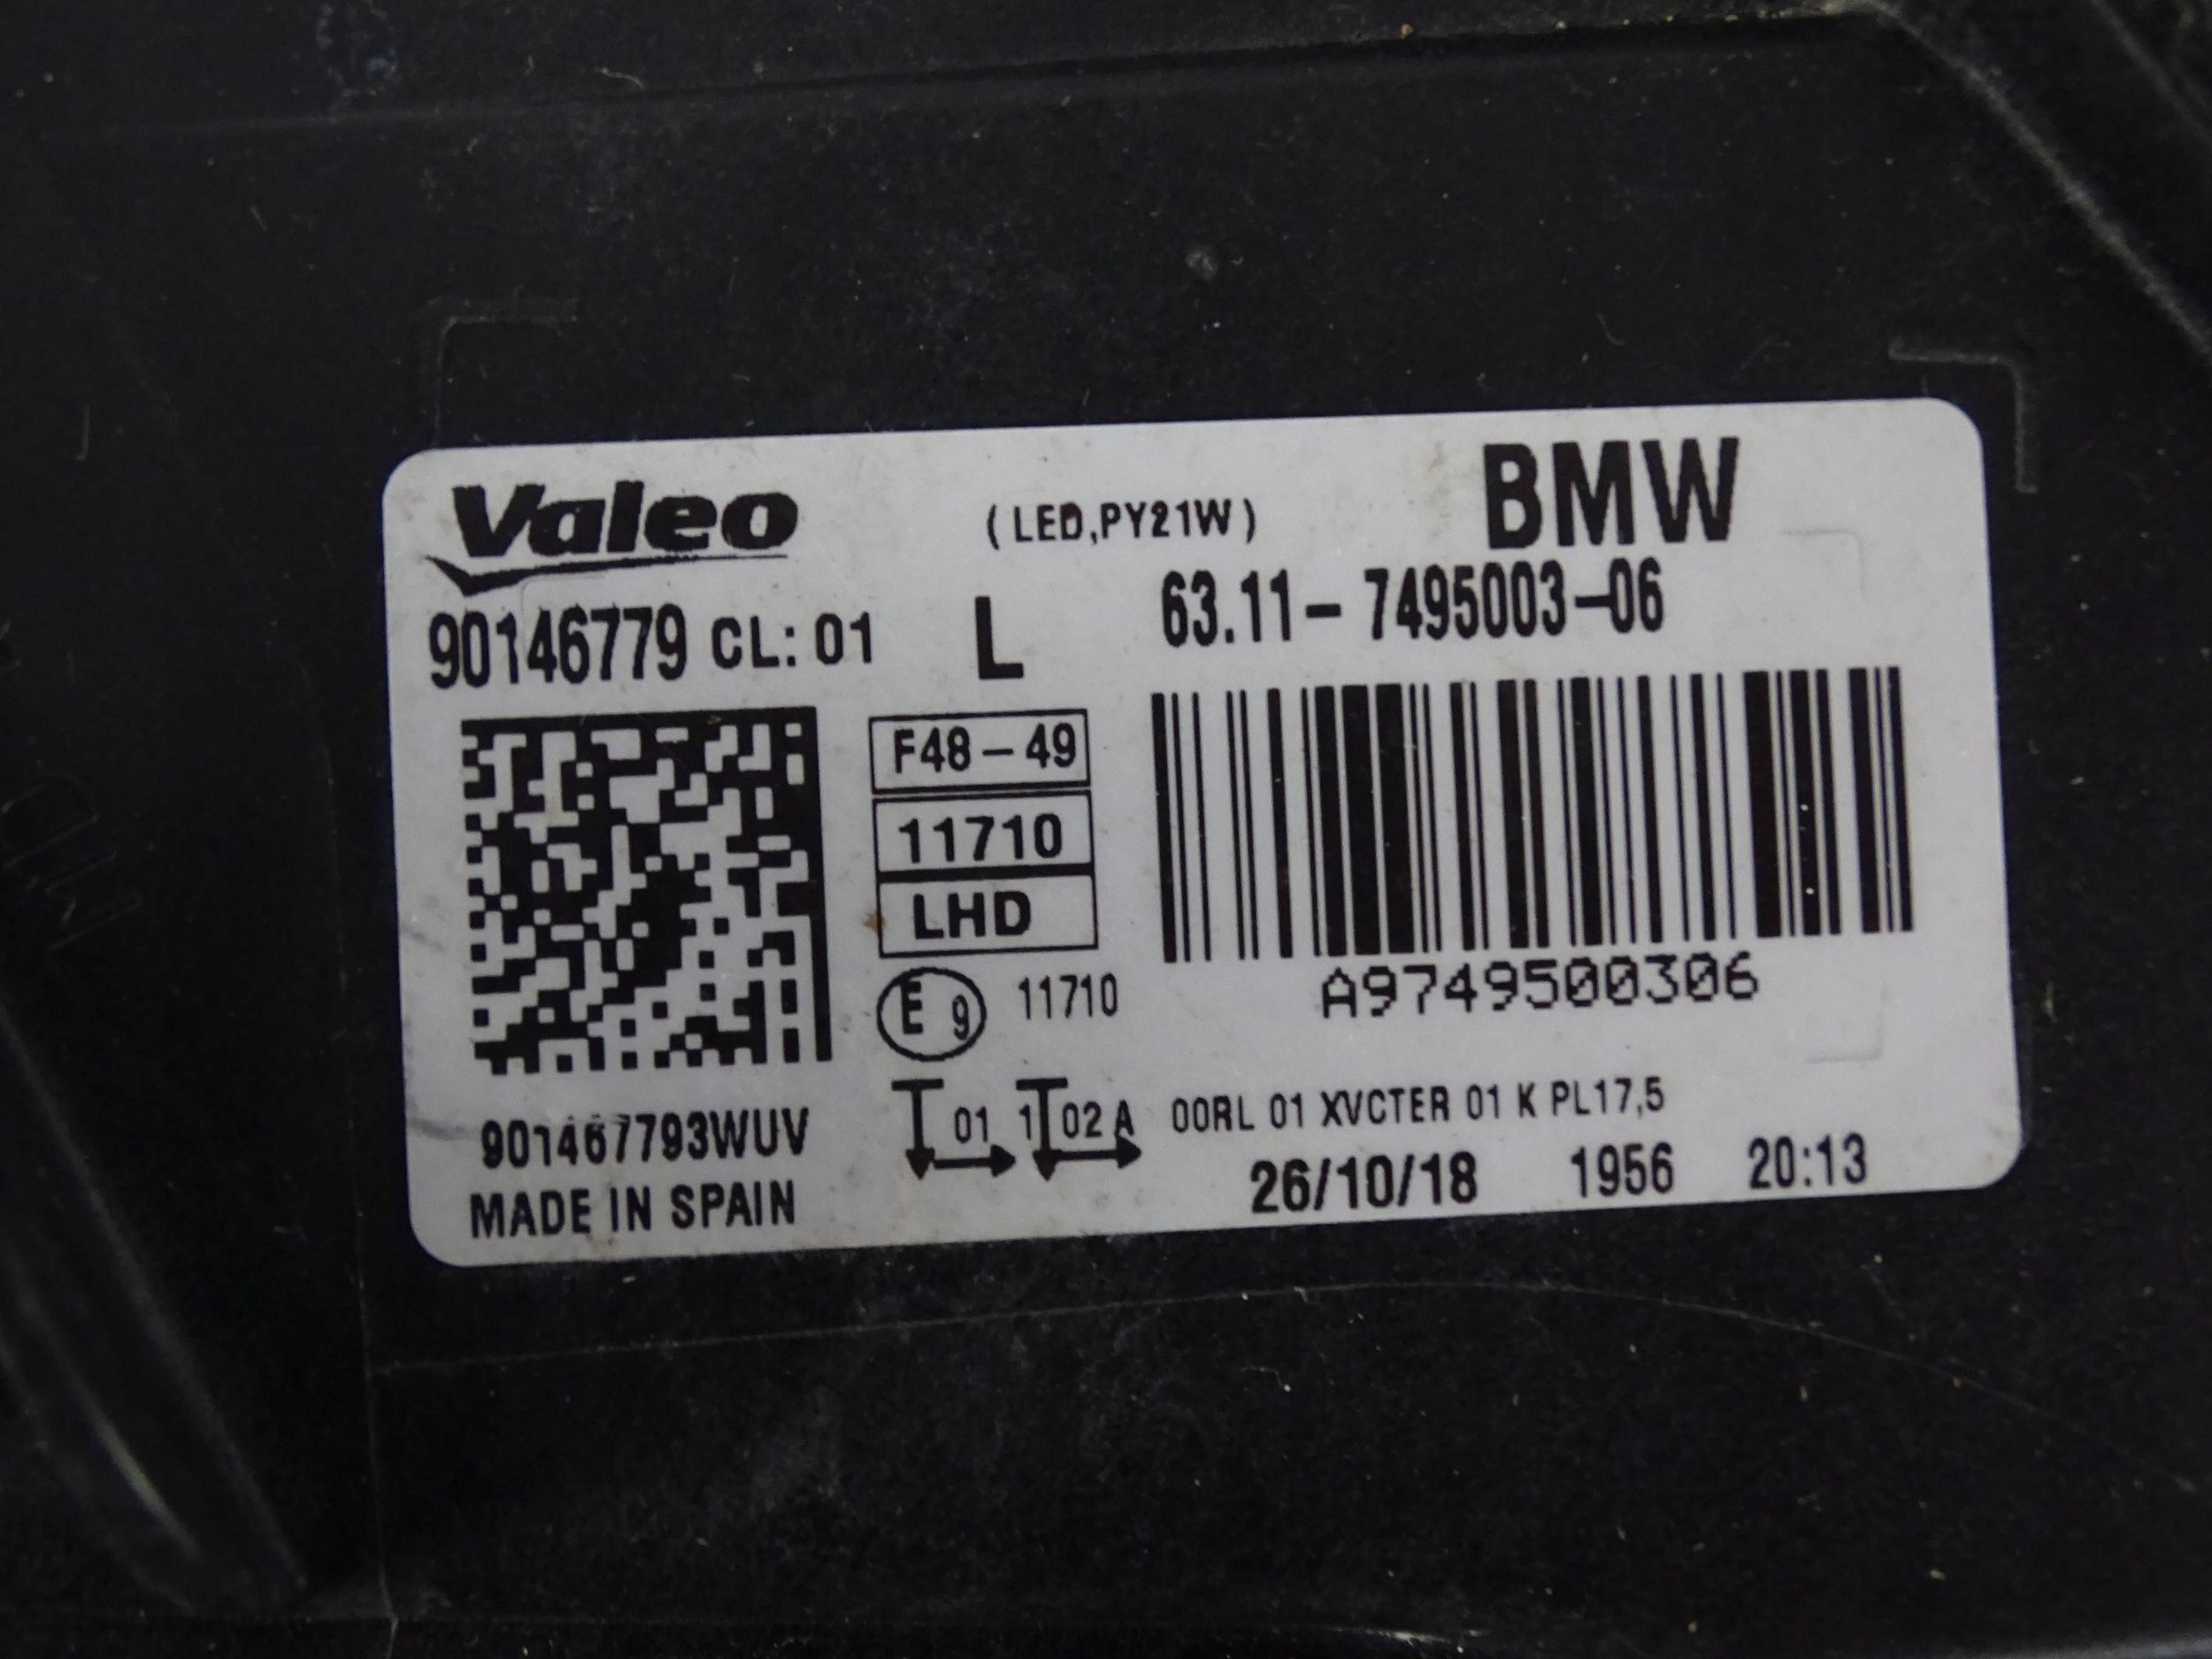 Valeo
(LED,PY21W)
BMW
90146779 CL: 01
L
63.11-7495003-06
F48-49
11710
LHD
E 9
11710
A9749500306
01 1 02 A
00RL 01 XVCTER 01 K PL17,5
901467793WUV
MADE IN SPAIN
26/10/18 1956 20:13